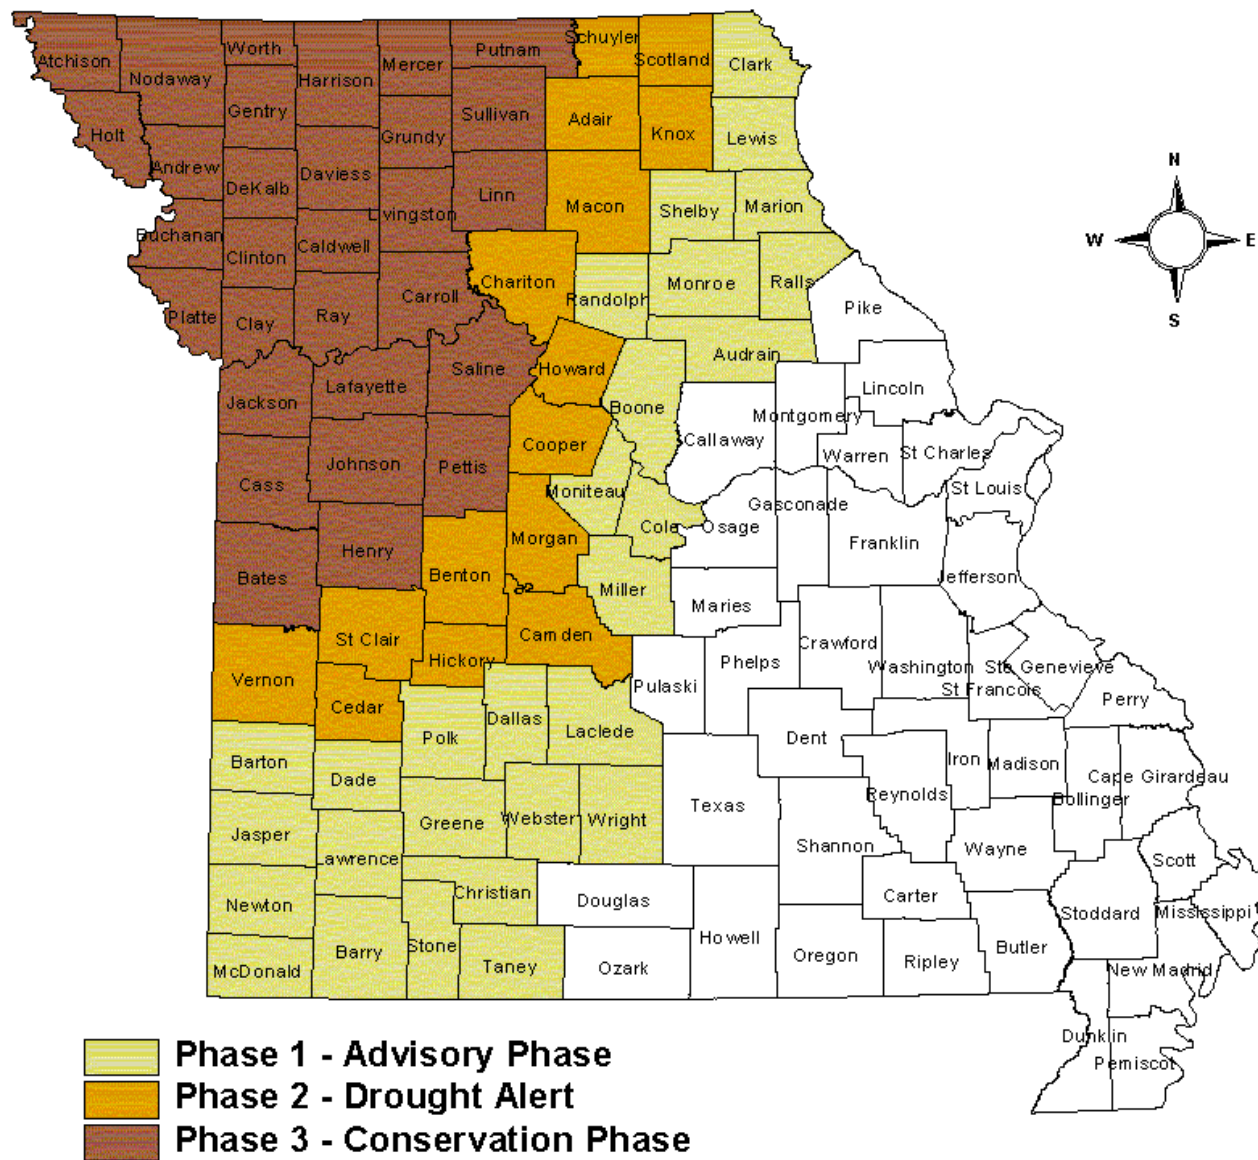 Atchison
Nodaway
Worth
Harrison
Mercer
Putnam
Schuyler
Scotland
Clark
Holt
Gentry
Grundy
Sullivan
Adair
Knox
Lewis
Andrew
DeKalb
Daviess
Livingston
Linn
Macon
Shelby
Marion
Buchanan
Clinton
Caldwell
Carroll
Chariton
Randolph
Monroe
Ralls
Pike
Platte
Clay
Ray
Saline
Howard
Audrain
Lincoln
Jackson
Lafayette
Boone
Callaway
Montgomery
Warren
St Charles
St Louis
Cass
Johnson
Pettis
Cooper
Moniteau
Cole
Osage
Gasconade
Franklin
Jefferson
Bates
Henry
Benton
Morgan
Miller
Maries
Vernon
St Clair
Hickory
Camden
Pulaski
Phelps
Crawford
Washington
Ste Genevieve
St Francois
Perry
Cedar
Polk
Dallas
Laclede
Dent
Iron
Madison
Cape Girardeau
Bollinger
Barton
Dade
Greene
Webster
Wright
Texas
Reynolds
Jasper
Lawrence
Shannon
Wayne
Scott
Newton
Christian
Douglas
Carter
Stoddard
Mississippi
McDonald
Barry
Stone
Taney
Ozark
Howell
Oregon
Ripley
Butler
New Madrid
Dunklin
Pemiscot
N
W
E
S
Phase 1 - Advisory Phase
Phase 2 - Drought Alert
Phase 3 - Conservation Phase